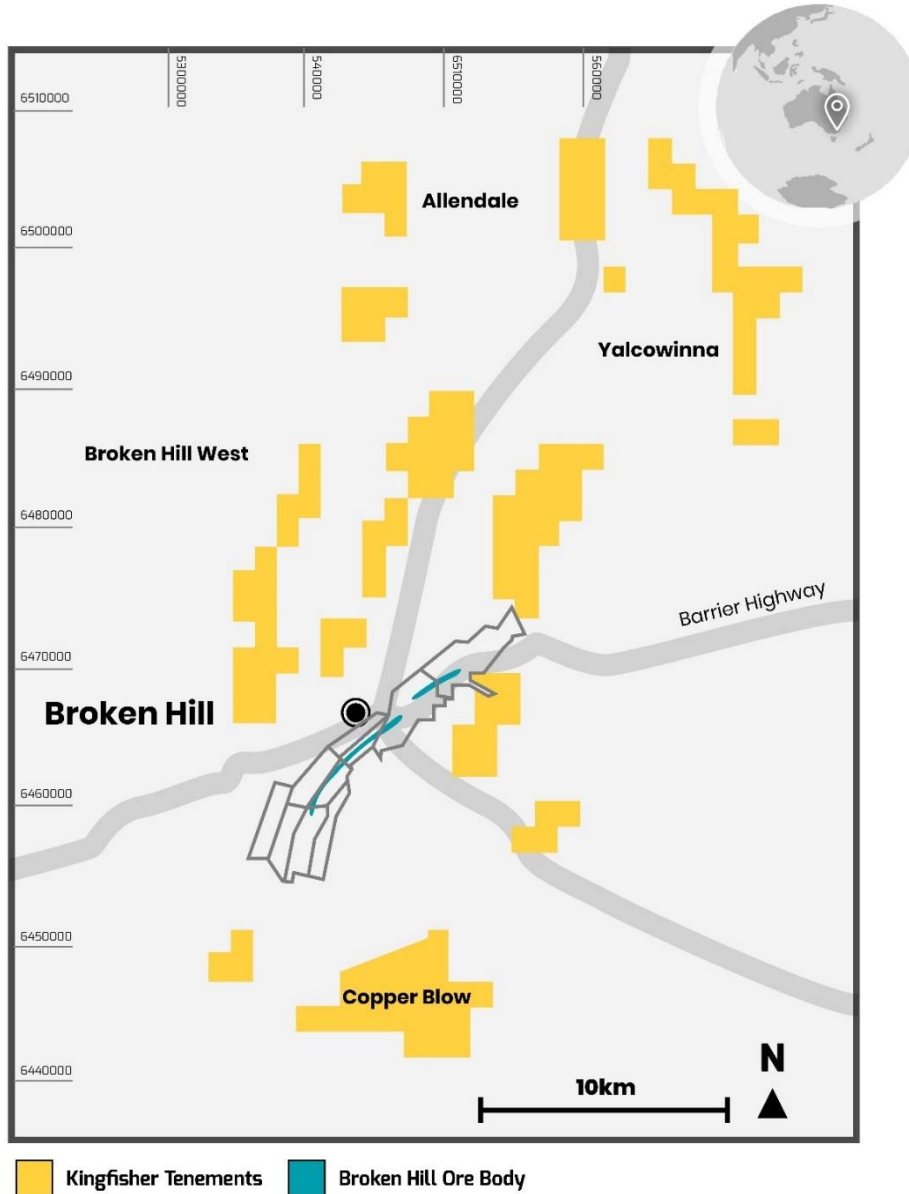 5300000
540000
6510000
560000
6510000
Allendale
6500000
Yalcowinna
6490000
Broken Hill West
6480000
Barrier Highway
6470000
Broken Hill
6460000
6450000
Copper Blow
6440000
N
10km
Kingfisher Tenements
Broken Hill Ore Body